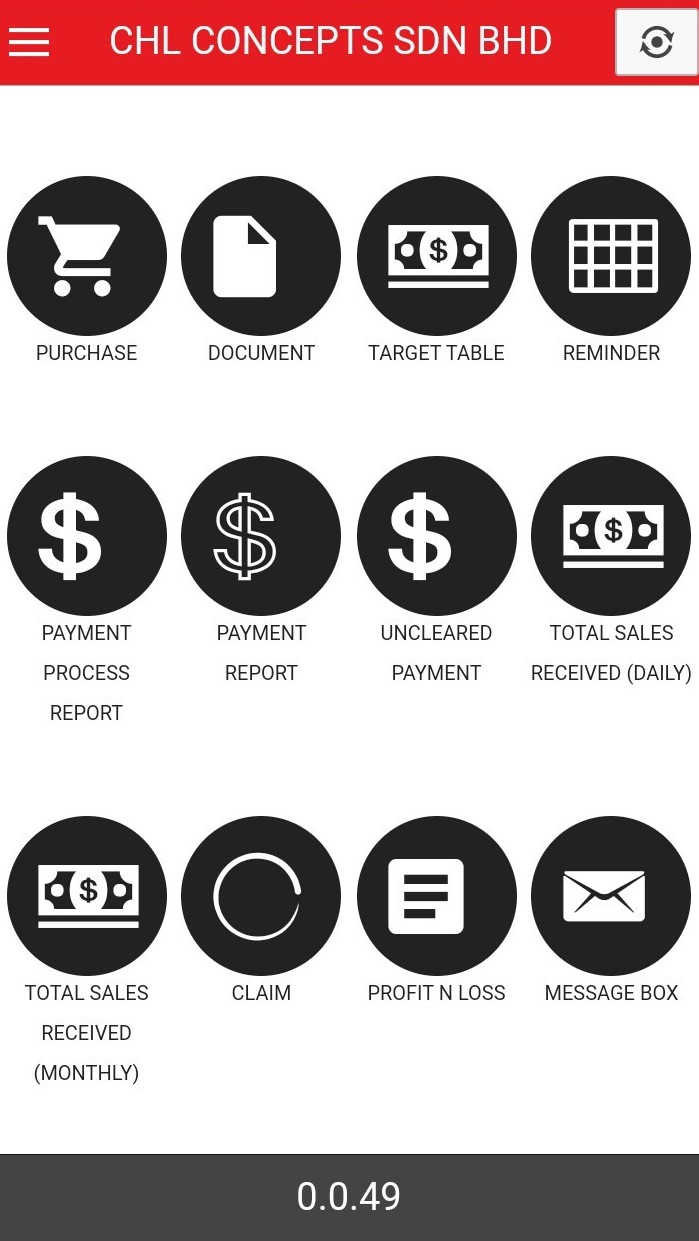 CHL CONCEPTS SDN BHD
PURCHASE
DOCUMENT
TARGET TABLE
REMINDER
PAYMENT
PROCESS
REPORT
PAYMENT
REPORT
UNCLEARED
PAYMENT
TOTAL SALES
RECEIVED (DAILY)
TOTAL SALES
RECEIVED
(MONTHLY)
CLAIM
PROFIT N LOSS
MESSAGE BOX
0.0.49